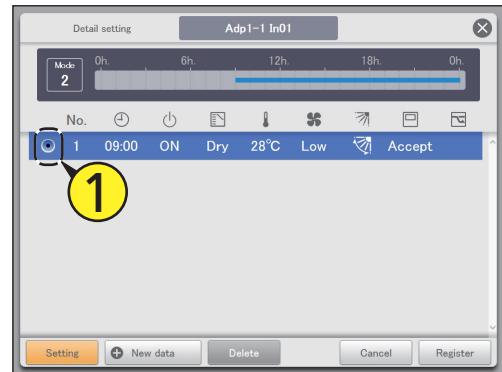 Detail setting Adp1-1 In01
Mode 2 0h. 6h. 12h. 18h. 0h.
No.
1 09:00 ON Dry 28℃ Low Accept
1
Setting New data Delete Cancel Register